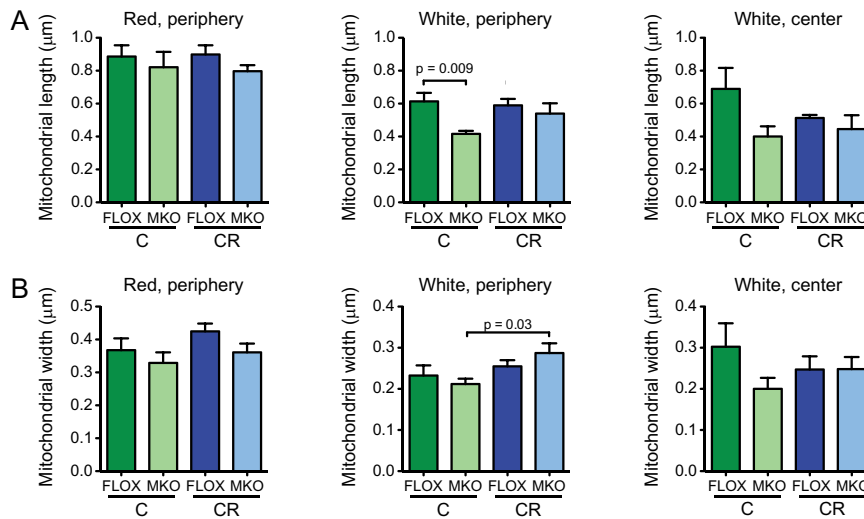 A
Red, periphery
Mitochondrial length (μm)
1.0
0.8
0.6
0.4
0.2
0.0
FLOX MKO FLOX MKO
C CR
White, periphery
Mitochondrial length (μm)
1.0
0.8
0.6
0.4
0.2
0.0
p = 0.009
FLOX MKO FLOX MKO
C CR
White, center
Mitochondrial length (μm)
1.0
0.8
0.6
0.4
0.2
0.0
FLOX MKO FLOX MKO
C CR
B
Red, periphery
Mitochondrial width (μm)
0.5
0.4
0.3
0.2
0.1
0.0
FLOX MKO FLOX MKO
C CR
White, periphery
Mitochondrial width (μm)
0.4
0.3
0.2
0.1
0.0
p = 0.03
FLOX MKO FLOX MKO
C CR
White, center
Mitochondrial width (μm)
0.4
0.3
0.2
0.1
0.0
FLOX MKO FLOX MKO
C CR